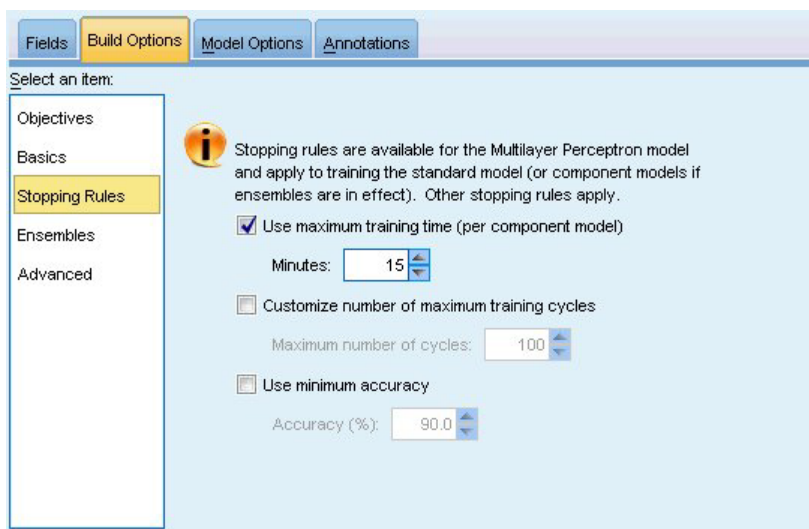 Fields Build Options Model Options Annotations
Select an item:
Objectives
Basics
Stopping Rules
Ensembles
Advanced
Stopping rules are available for the Multilayer Perceptron model
and apply to training the standard model (or component models if
ensembles are in effect). Other stopping rules apply.
Use maximum training time (per component model)
Minutes: 15
Customize number of maximum training cycles
Maximum number of cycles: 100
Use minimum accuracy
Accuracy (%): 90.0